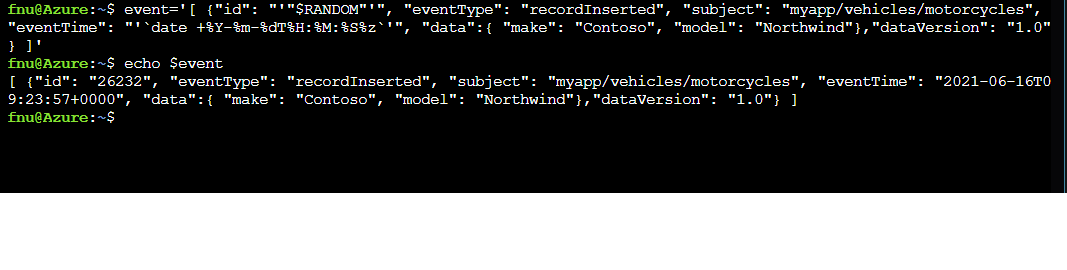 fnu@Azure:~$ event='[ {"id": "'"$RANDOM"'", "eventType": "recordInserted", "subject": "myapp/vehicles/motorcycles",
"eventTime": "'`date +%Y-%m-%dT%H:%M:%S%z`'", "data":{ "make": "Contoso", "model": "Northwind"},"dataVersion": "1.0"
} ]'
fnu@Azure:~$ echo $event
[ {"id": "26232", "eventType": "recordInserted", "subject": "myapp/vehicles/motorcycles", "eventTime": "2021-06-16T0
9:23:57+0000", "data":{ "make": "Contoso", "model": "Northwind"},"dataVersion": "1.0"} ]
fnu@Azure:~$